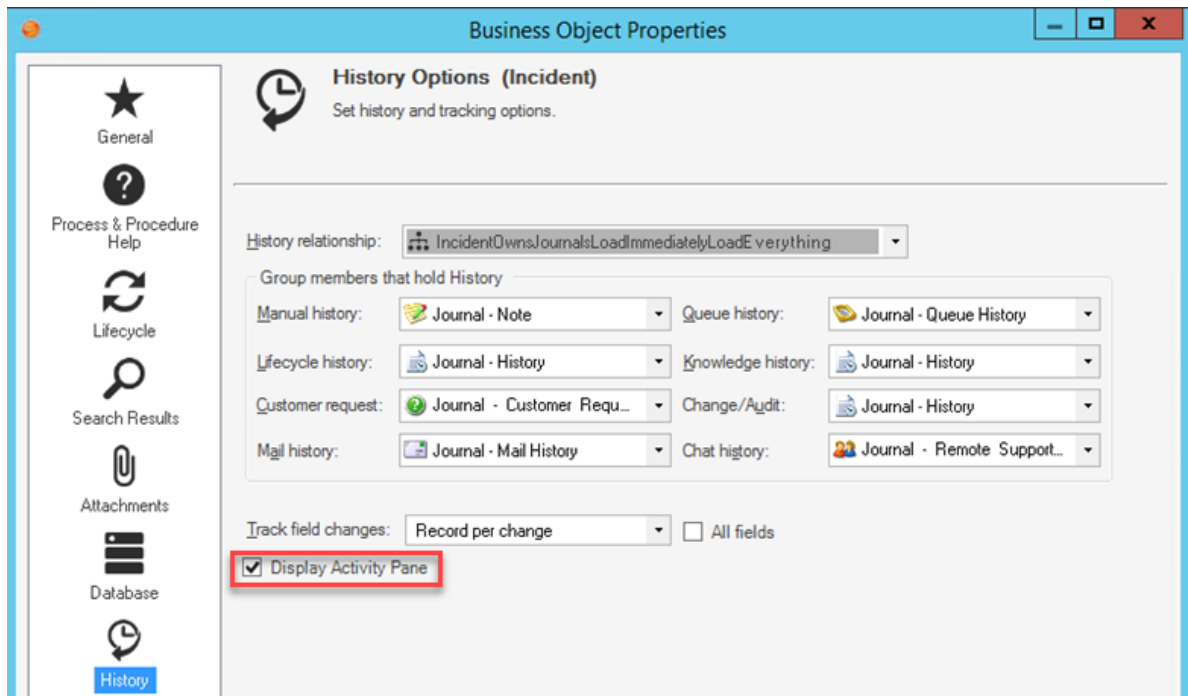 Business Object Properties
General
Process & Procedure
Help
Lifecycle
Search Results
Attachments
Database
History
History Options (Incident)
Set history and tracking options.
History relationship: IncidentOwnsJournalsLoadImmediatelyLoadEverything
Group members that hold History
Manual history: Journal - Note Queue history: Journal - Queue History
Lifecycle history: Journal - History Knowledge history: Journal - History
Customer request: Journal - Customer Requ... Change/Audit: Journal - History
Mail history: Journal - Mail History Chat history: Journal - Remote Support...
Track field changes: Record per change All fields
Display Activity Pane